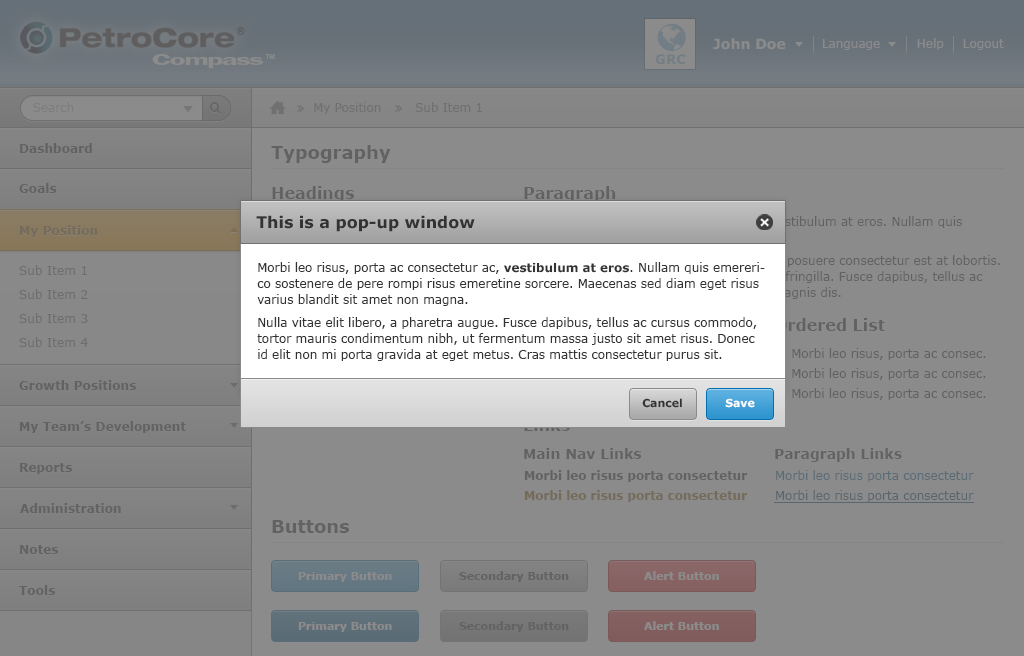 PetroCore®
Compass™
GRC
John Doe
Language
Help
Logout
Search
My Position » Sub Item 1
Dashboard
Goals
My Position
Sub Item 1
Sub Item 2
Sub Item 3
Sub Item 4
Growth Positions
My Team's Development
Reports
Administration
Notes
Tools
Typography
Headings
Paragraph
stibulum at eros. Nullam quis
posuere consectetur est at lobortis.
fringilla. Fusce dapibus, tellus ac
agnis dis.
This is a pop-up window
Morbi leo risus, porta ac consectetur ac, vestibulum at eros. Nullam quis emereri-
co sostenere de pere rompi risus emeretine sorcere. Maecenas sed diam eget risus
varius blandit sit amet non magna.
Nulla vitae elit libero, a pharetra augue. Fusce dapibus, tellus ac cursus commodo,
tortor mauris condimentum nibh, ut fermentum massa justo sit amet risus. Donec
id elit non mi porta gravida at eget metus. Cras mattis consectetur purus sit.
Cancel
Save
rdered List
Morbi leo risus, porta ac consec.
Morbi leo risus, porta ac consec.
Morbi leo risus, porta ac consec.
Links
Main Nav Links
Morbi leo risus porta consectetur
Morbi leo risus porta consectetur
Paragraph Links
Morbi leo risus porta consectetur
Morbi leo risus porta consectetur
Buttons
Primary Button
Secondary Button
Alert Button
Primary Button
Secondary Button
Alert Button